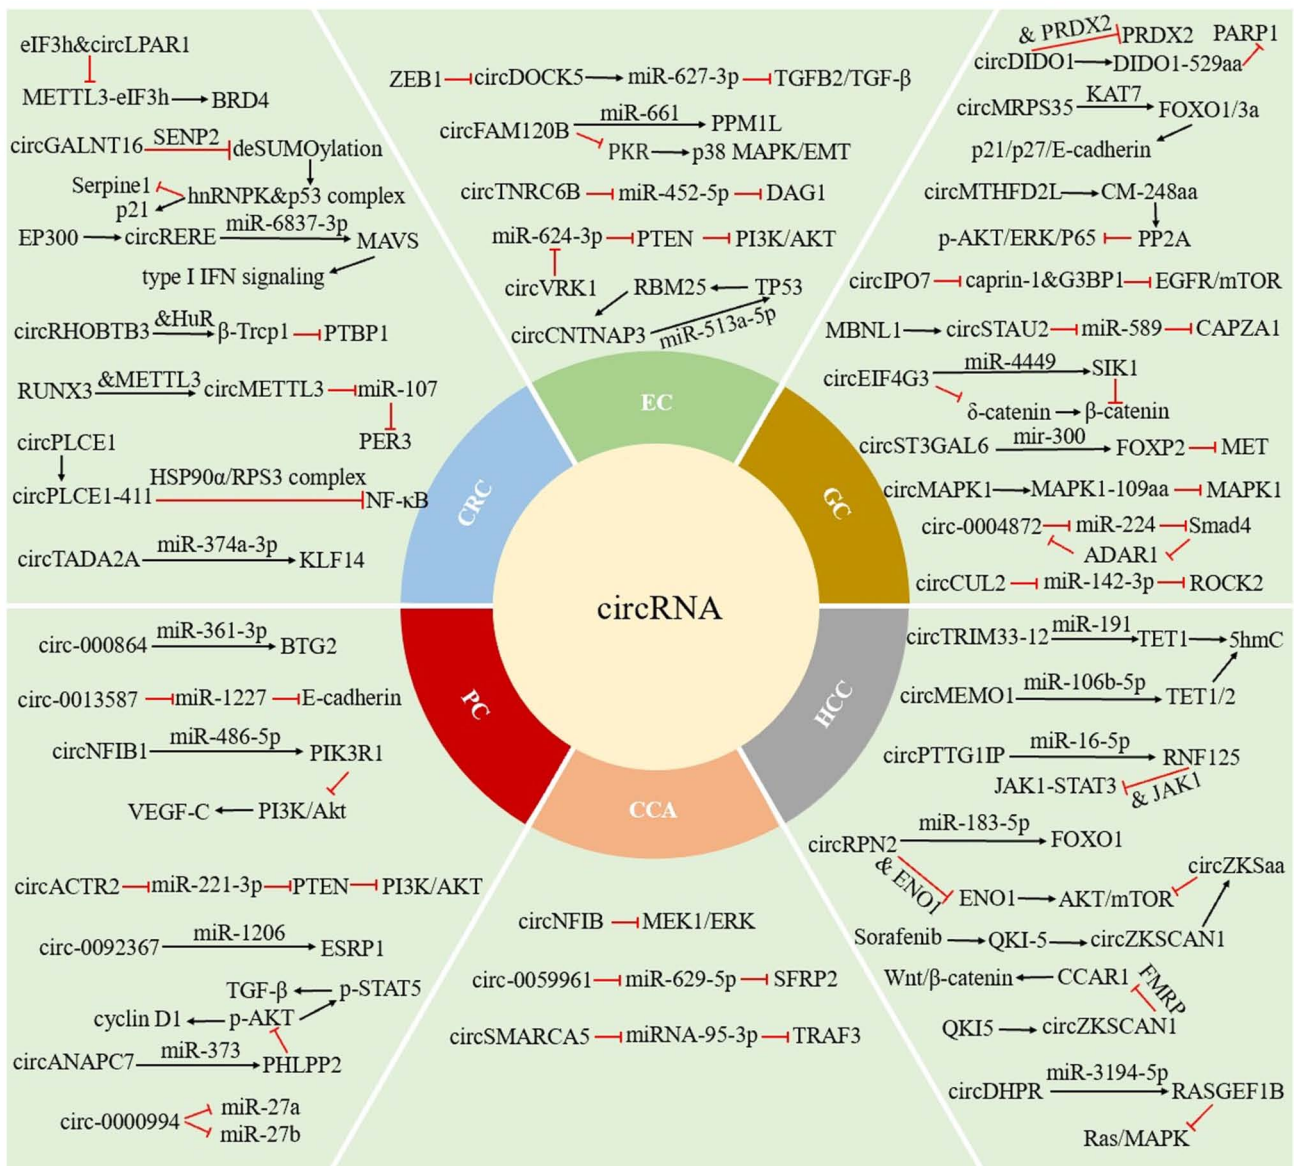 eIF3h&circLPAR1
METTL3-eIF3h BRD4
circGALNT16 SENP2 deSUMOylation
Serpine1
p21 hnRNPK&p53 complex
EP300 circRERE miR-6837-3p MAVS
type I IFN signaling
circRHOBTB3 &HuR β-Trcp1 PTBP1
RUNX3 &METTL3 circMETTL3 miR-107
PER3
circPLCE1
circPLCE1-411 HSP90α/RPS3 complex NF-κB
circTADA2A miR-374a-3p KLF14
CRC
ZEB1 circDOCK5 miR-627-3p TGFB2/TGF-β
circFAM120B miR-661 PPM1L
PKR p38 MAPK/EMT
circTNRC6B miR-452-5p DAG1
miR-624-3p PTEN PI3K/AKT
circVRK1 RBM25 TP53
circCNTNAP3 miR-513a-5p
EC
& PRDX2 PRDX2 PARP1
circDIDO1 DIDO1-529aa
circMRPS35 KAT7 FOXO1/3a
p21/p27/E-cadherin
circMTHFD2L CM-248aa
p-AKT/ERK/P65 PP2A
circIPO7 caprin-1&G3BP1 EGFR/mTOR
MBNL1 circSTAU2 miR-589 CAPZA1
circEIF4G3 miR-4449 SIK1
δ-catenin β-catenin
circST3GAL6 mir-300 FOXP2 MET
circMAPK1 MAPK1-109aa MAPK1
circ-0004872 miR-224 Smad4
ADAR1
circCUL2 miR-142-3p ROCK2
GC
circRNA
circ-000864 miR-361-3p BTG2
circ-0013587 miR-1227 E-cadherin
circNFIB1 miR-486-5p PIK3R1
VEGF-C PI3K/Akt
circACTR2 miR-221-3p PTEN PI3K/AKT
circ-0092367 miR-1206 ESRP1
TGF-β p-STAT5
cyclin D1 p-AKT
circANAPC7 miR-373 PHLPP2
circ-0000994 miR-27a
miR-27b
PC
CCA
circNFIB MEK1/ERK
circ-0059961 miR-629-5p SFRP2
circSMARCA5 miRNA-95-3p TRAF3
HCC
circTRIM33-12 miR-191 TET1 5hmC
circMEMO1 miR-106b-5p TET1/2
circPTTG1IP miR-16-5p RNF125
JAK1-STAT3 & JAK1
circRPN2 miR-183-5p FOXO1
& ENO1 ENO1 AKT/mTOR circZKSaa
Sorafenib QKI-5 circZKSCAN1
Wnt/β-catenin CCAR1 FMRP
QKI5 circZKSCAN1
circDHPR miR-3194-5p RASGEF1B
Ras/MAPK